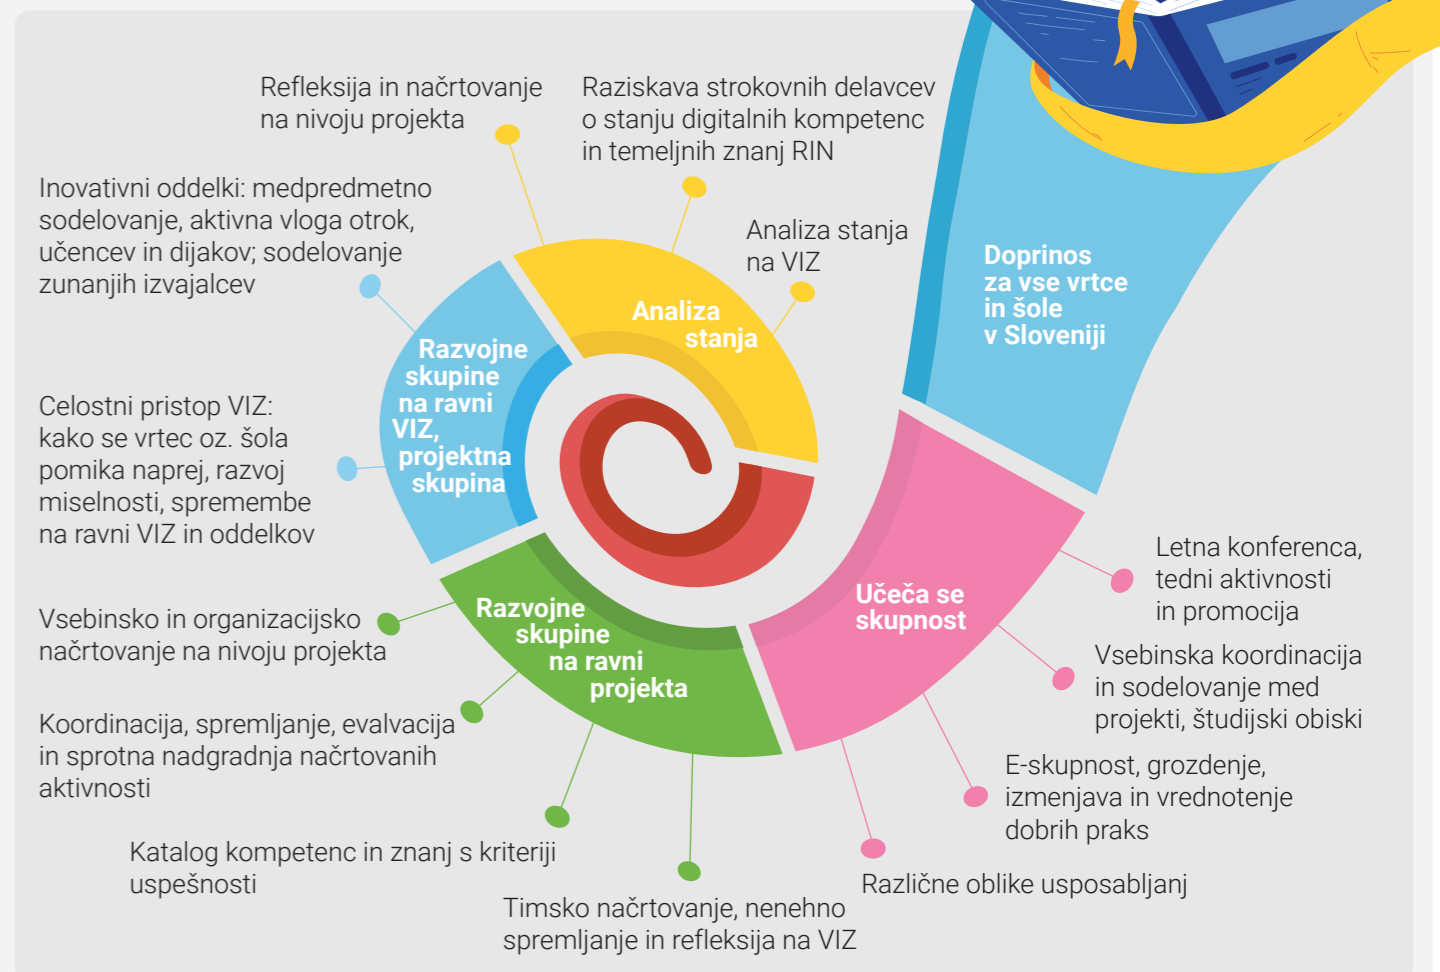 Refleksija in načrtovanje
na nivoju projekta
Raziskava strokovnih delavcev
o stanju digitalnih kompetenc
in temeljnih znanj RIN
Analiza stanja
na VIZ
Inovativni oddelki: medpredmetno
sodelovanje, aktivna vloga otrok,
učencev in dijakov; sodelovanje
zunanjih izvajalcev
Celostni pristop VIZ:
kako se vrtec oz. šola
pomika naprej, razvoj
miselnosti, spremembe
na ravni VIZ in oddelkov
Analiza
stanja
Razvojne
skupine
na ravni
VIZ,
projektna
skupina
Doprinos
za vse vrtce
in šole
v Sloveniji
Razvojne
skupine
na ravni
projekta
Učeča se
skupnost
Vsebinsko in organizacijsko
načrtovanje na nivoju projekta
Koordinacija, spremljanje, evalvacija
in sprotna nadgradnja načrtovanih
aktivnosti
Katalog kompetenc in znanj s kriteriji
uspešnosti
Timsko načrtovanje, nenehno
spremljanje in refleksija na VIZ
Letna konferenca,
tedni aktivnosti
in promocija
Vsebinska koordinacija
in sodelovanje med
projekti, študijski obiski
E-skupnost, grozdenje,
izmenjava in vrednotenje
dobrih praks
Različne oblike usposabljanj